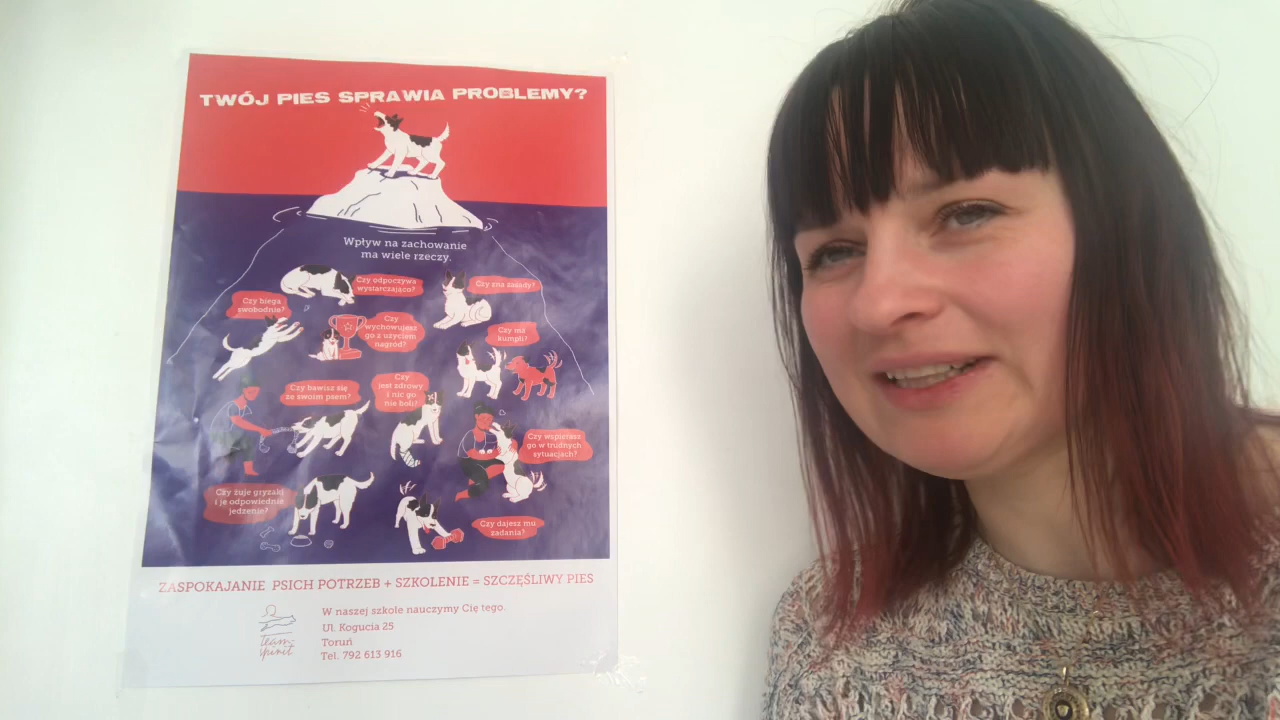 TWÓJ PIES SPRAWIA PROBLEMY?
Wpływ na zachowanie
ma wiele rzeczy.
Czy odpoczywa
wystarczająco?
Czy zna zasady?
Czy biega
swobodnie?
Czy
wychowujesz
go z użyciem
nagród?
Czy ma
kumpli?
Czy bawisz się
ze swoim psem?
Czy
jest zdrowy
i nic go
nie boli?
Czy wspierasz
go w trudnych
sytuacjach?
Czy żuje gryzaki
i je odpowiednie
jedzenie?
Czy dajesz mu
zadania?
ZASPOKAJANIE PSICH POTRZEB + SZKOLENIE = SZCZĘŚLIWY PIES
team
spirit
W naszej szkole nauczymy Cię tego.
Ul. Kogucia 25
Toruń
Tel. 792 613 916